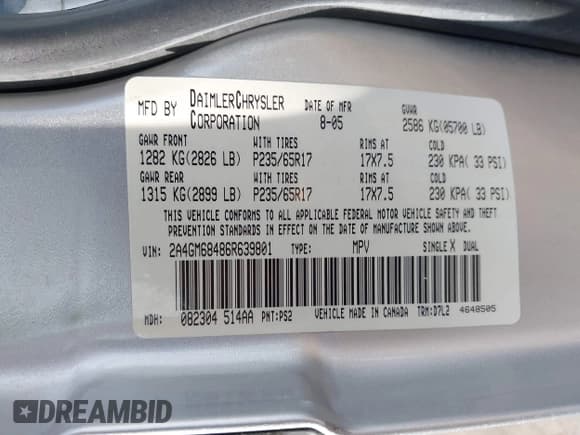 MFD BY DAIMLERCHRYSLER CORPORATION DATE OF MFR 8-05 GVWR 2586 KG(05700 LB)
GAWR FRONT WITH TIRES RIMS AT COLD
1282 KG(2826 LB) P235/65R17 17X7.5 230 KPA( 33 PSI)
GAWR REAR WITH TIRES RIMS AT COLD
1315 KG(2899 LB) P235/65R17 17X7.5 230 KPA( 33 PSI)
THIS VEHICLE CONFORMS TO ALL APPLICABLE FEDERAL MOTOR VEHICLE SAFETY AND THEFT
PREVENTION STANDARDS IN EFFECT ON THE DATE OF MANUFACTURE SHOWN ABOVE.
VIN: 2A4GM68486R639801 TYPE: MPV SINGLE X DUAL
MDH: 082304 514AA PNT:PS2 VEHICLE MADE IN CANADA TRM:D7L2 4648505
DREAMBID